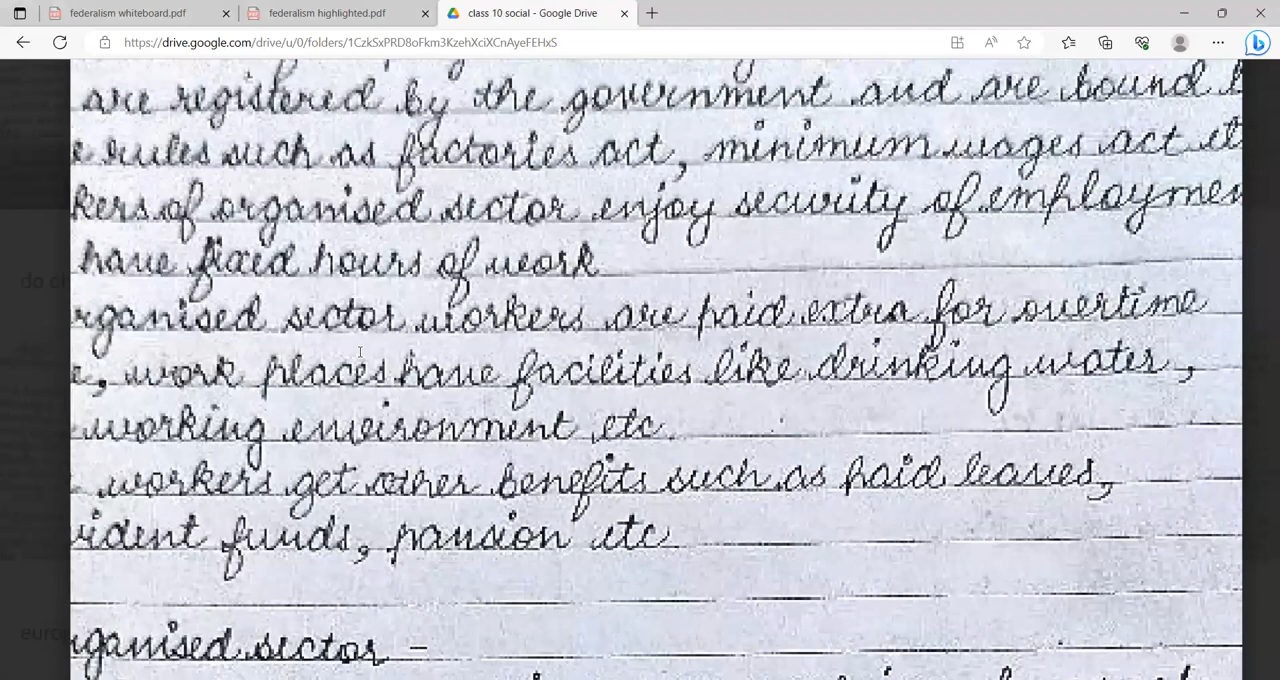 federalism whiteboard.pdf
federalism highlighted.pdf
class 10 social - Google Drive
https://drive.google.com/drive/u/0/folders/1CzkSxPRD8oFkm3KzehXciXCnAyeFEHxS
are registered by the government and are bound
e rules such as factories act, minimum wages act et
kers of organised sector enjoy security of employmen
have fixed hours of work
rganised sector workers are paid extra for overtime
e, work places have facilities like drinking water,
working environment etc.
workers get other benefits such as paid leaves,
vident funds, pansion etc
rganised sector -